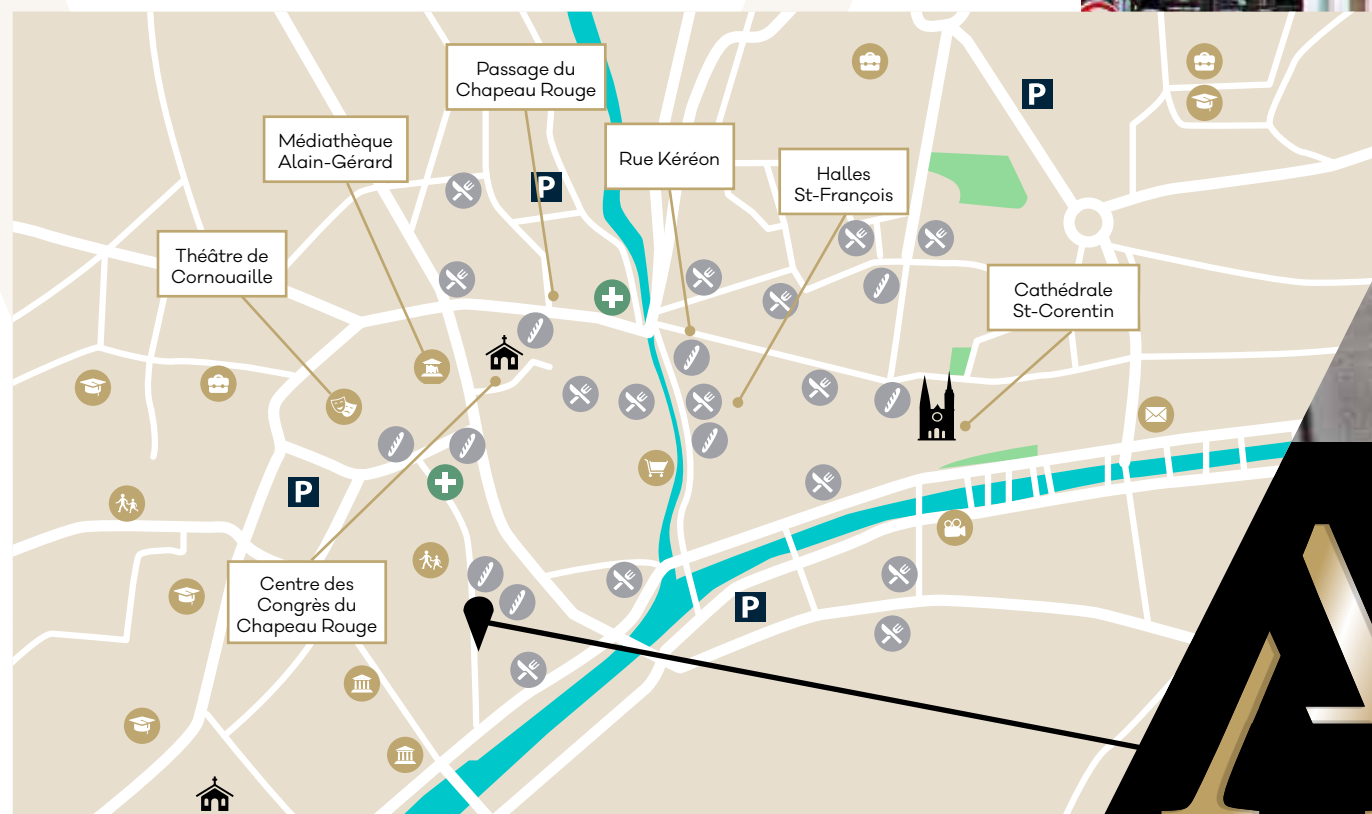 Passage du
Chapeau Rouge
Médiathèque
Alain-Gérard
Rue Kéréon
Halles
St-François
Théâtre de
Cornouaille
Cathédrale
St-Corentin
Centre des
Congrès du
Chapeau Rouge
P
P
P
P
A